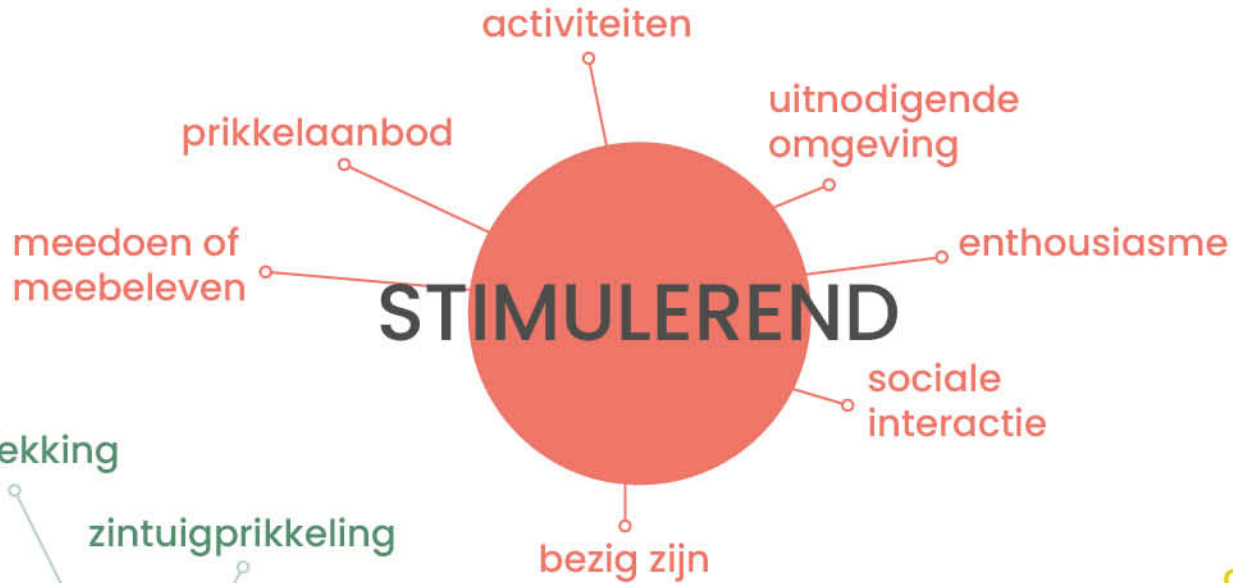 activiteiten
uitnodigende
omgeving
prikkelaanbod
meedoen of
meebeleven
enthousiasme
STIMULEREND
sociale
interactie
ekking
zintuigprikkeling
bezig zijn